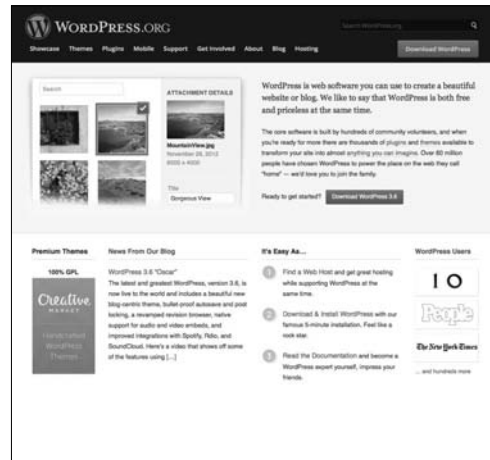 WORDPRESS.ORG
Search WordPress.org
Showcase Themes Plugins Mobile Support Get Involved About Blog Hosting
Download WordPress
Search
ATTACHMENT DETAILS
MountainView.jpg
November 28, 2012
Title
Gorgeous View
WordPress is web software you can use to create a beautiful
website or blog. We like to say that WordPress is both free
and priceless at the same time.
The core software is built by hundreds of community volunteers, and when
you're ready for more there are thousands of plugins and themes available to
transform your site into almost anything you can imagine. Over 60 million
people have chosen WordPress to power the place on the web they call
"home" — we'd love you to join the family.
Ready to get started? Download WordPress 3.6
Premium Themes
100% GPL
Creative
MARKET
Handcrafted
WordPress
Themes
News From Our Blog
WordPress 3.6 "Oscar"
The latest and greatest WordPress, version 3.6, is
now live to the world and includes a beautiful new
blog-centric theme, bullet-proof autosave and post
locking, a revamped revision browser, native
support for audio and video embeds, and
improved integrations with Spotify, Rdio, and
SoundCloud. Here's a video that shows off some
of the features using [...]
It's Easy As...
1 Find a Web Host and get great hosting
while supporting WordPress at the
same time.
2 Download & Install WordPress with our
famous 5-minute installation. Feel like a
rock star.
3 Read the Documentation and become a
WordPress expert yourself, impress your
friends.
WordPress Users
10
People
The New York Times
... and hundreds more